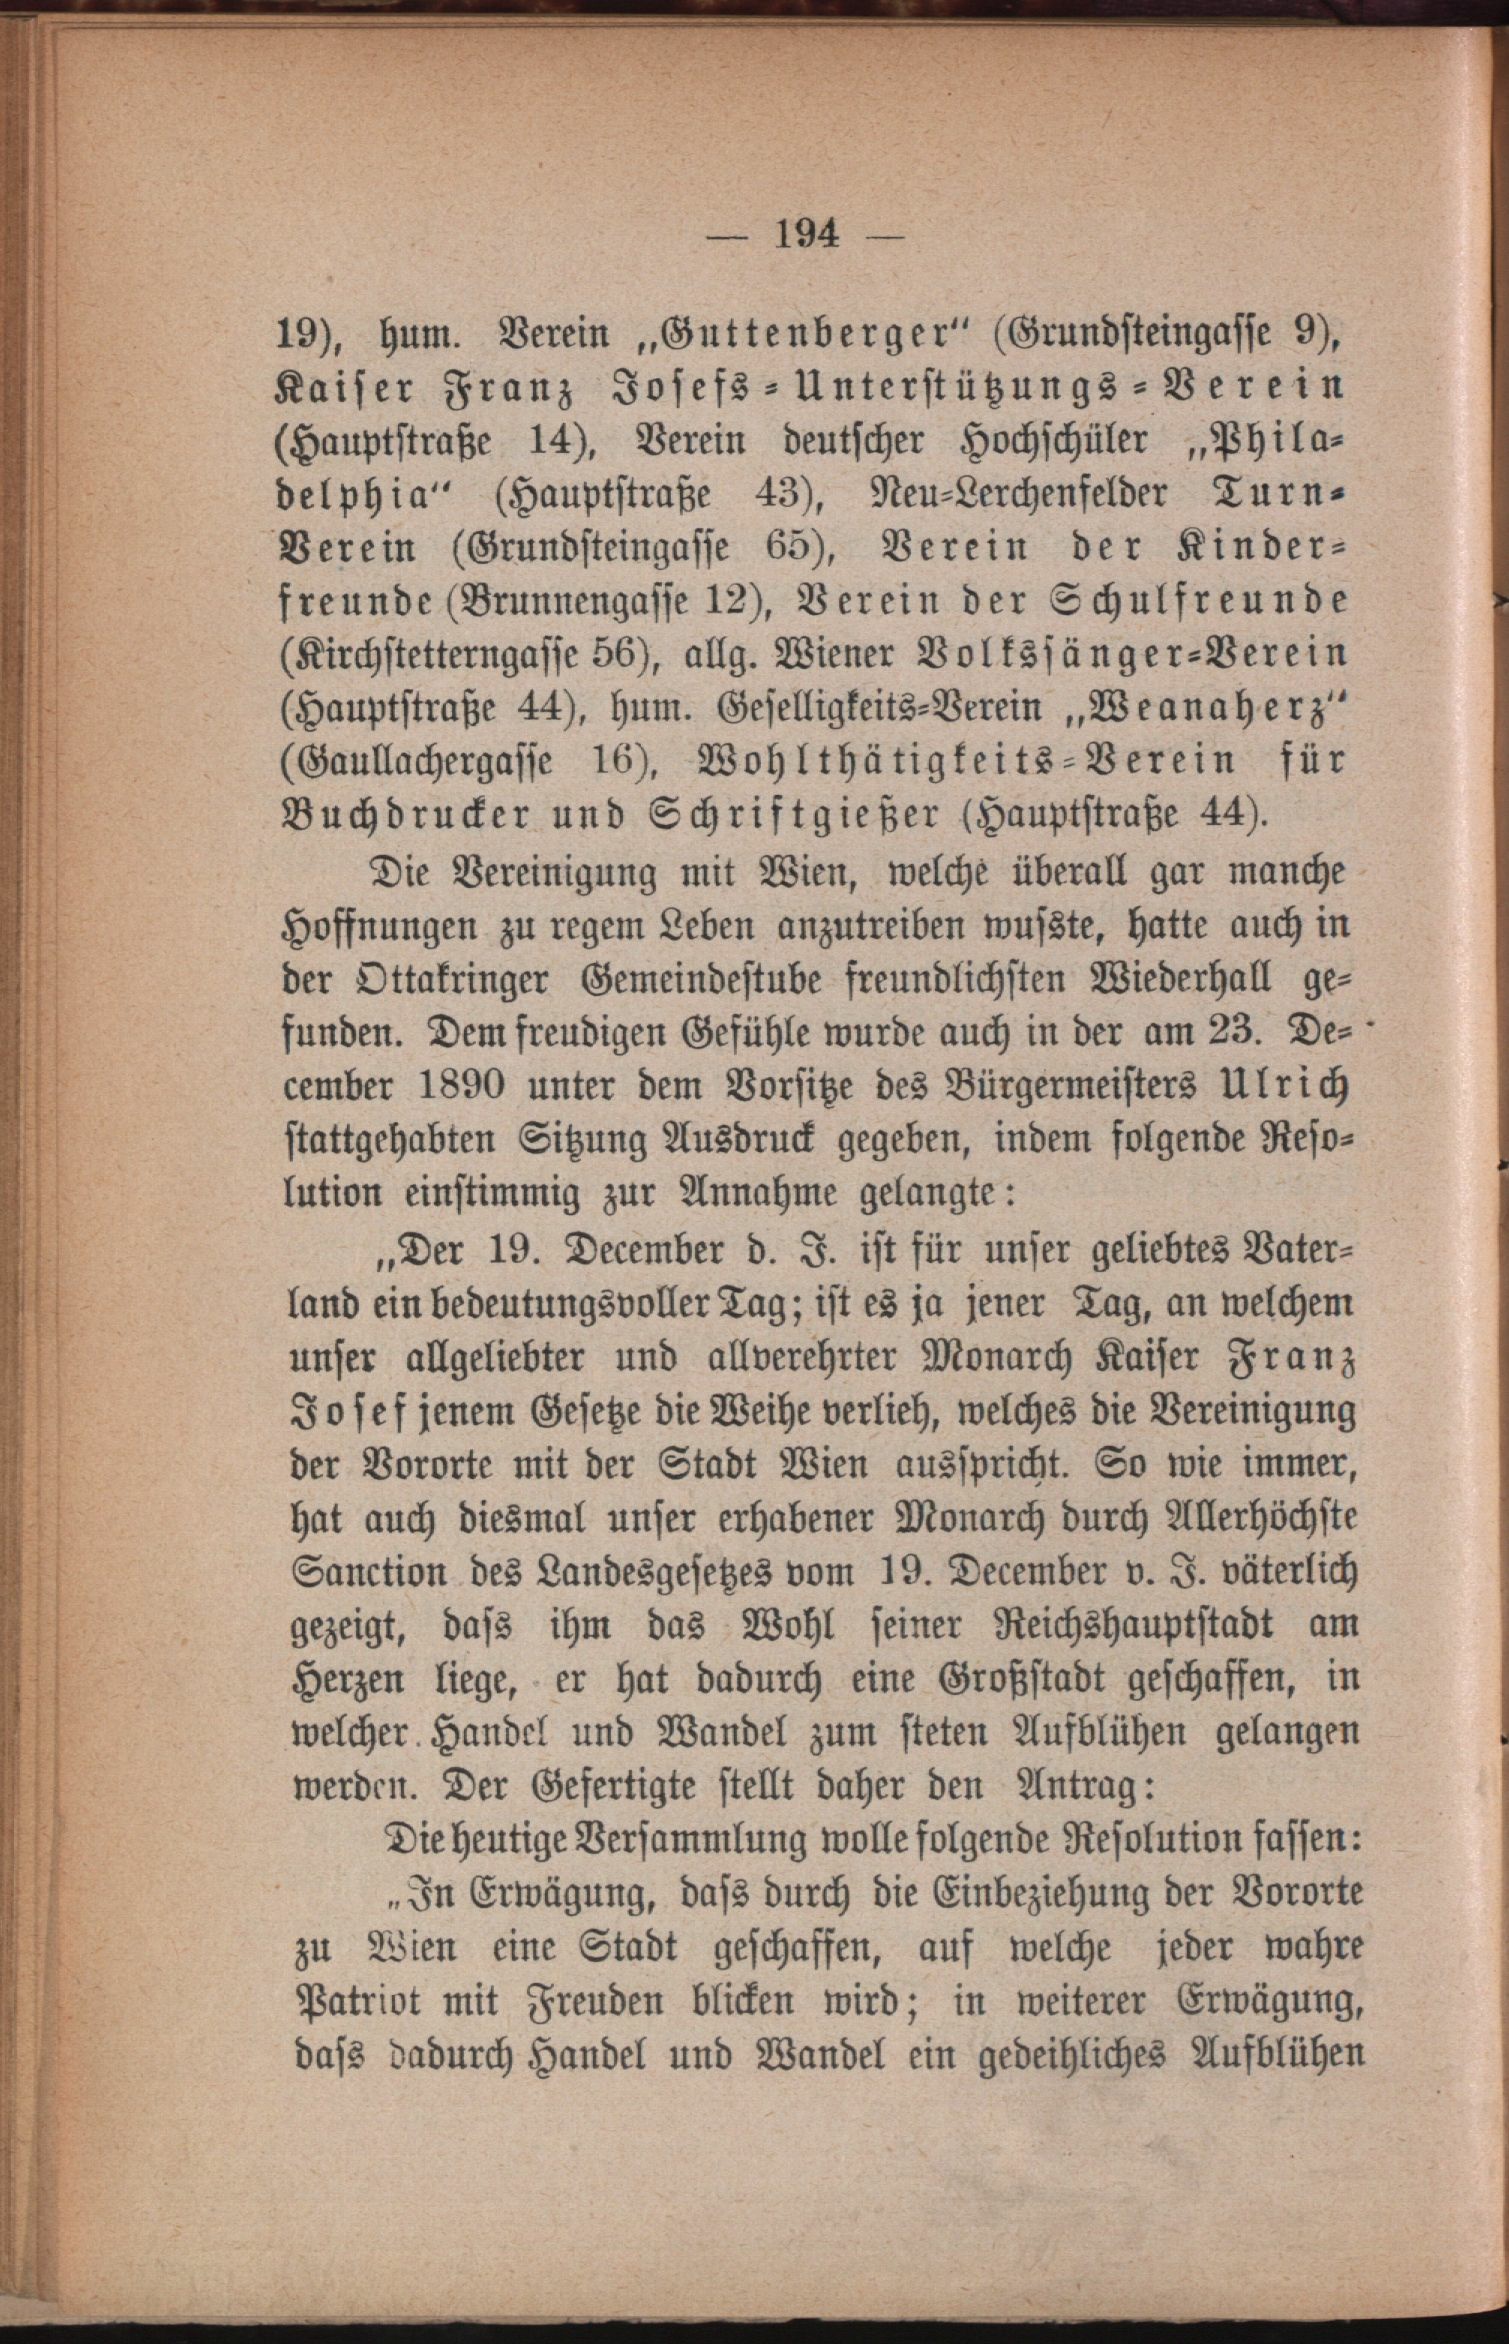 — 194 —
19), hum. Verein „Guttenberger“ (Grundsteingasse 9),
Kaiser Franz Josefs-Unterstützungs-Verein
(Hauptstraße 14), Verein deutscher Hochschüler „Phila-
delphia“ (Hauptstraße 43), Neu-Lerchenfelder Turn-
Verein (Grundsteingasse 65), Verein der Kinder-
freunde (Brunnengasse 12), Verein der Schulfreunde
(Kirchstetterngasse 56), allg. Wiener Volkssänger-Verein
(Hauptstraße 44), hum. Geselligkeits-Verein „Weanaherz“
(Gaullachergasse 16), Wohlthätigkeits-Verein für
Buchdrucker und Schriftgießer (Hauptstraße 44).
Die Vereinigung mit Wien, welche überall gar manche
Hoffnungen zu regem Leben anzutreiben wusste, hatte auch in
der Ottakringer Gemeindestube freundlichsten Wiederhall ge-
funden. Dem freudigen Gefühle wurde auch in der am 23. De-
cember 1890 unter dem Vorsitze des Bürgermeisters Ulrich
stattgehabten Sitzung Ausdruck gegeben, indem folgende Reso-
lution einstimmig zur Annahme gelangte:
„Der 19. December d. J. ist für unser geliebtes Vater-
land ein bedeutungsvoller Tag; ist es ja jener Tag, an welchem
unser allgeliebter und allverehrter Monarch Kaiser Franz
Josef jenem Gesetze die Weihe verlieh, welches die Vereinigung
der Vororte mit der Stadt Wien ausspricht. So wie immer,
hat auch diesmal unser erhabener Monarch durch Allerhöchste
Sanction des Landesgesetzes vom 19. December v. J. väterlich
gezeigt, dass ihm das Wohl seiner Reichshauptstadt am
Herzen liege, er hat dadurch eine Großstadt geschaffen, in
welcher Handel und Wandel zum steten Aufblühen gelangen
werden. Der Gefertigte stellt daher den Antrag:
Die heutige Versammlung wolle folgende Resolution fassen:
„In Erwägung, dass durch die Einbeziehung der Vororte
zu Wien eine Stadt geschaffen, auf welche jeder wahre
Patriot mit Freuden blicken wird; in weiterer Erwägung,
dass dadurch Handel und Wandel ein gedeihliches Aufblühen